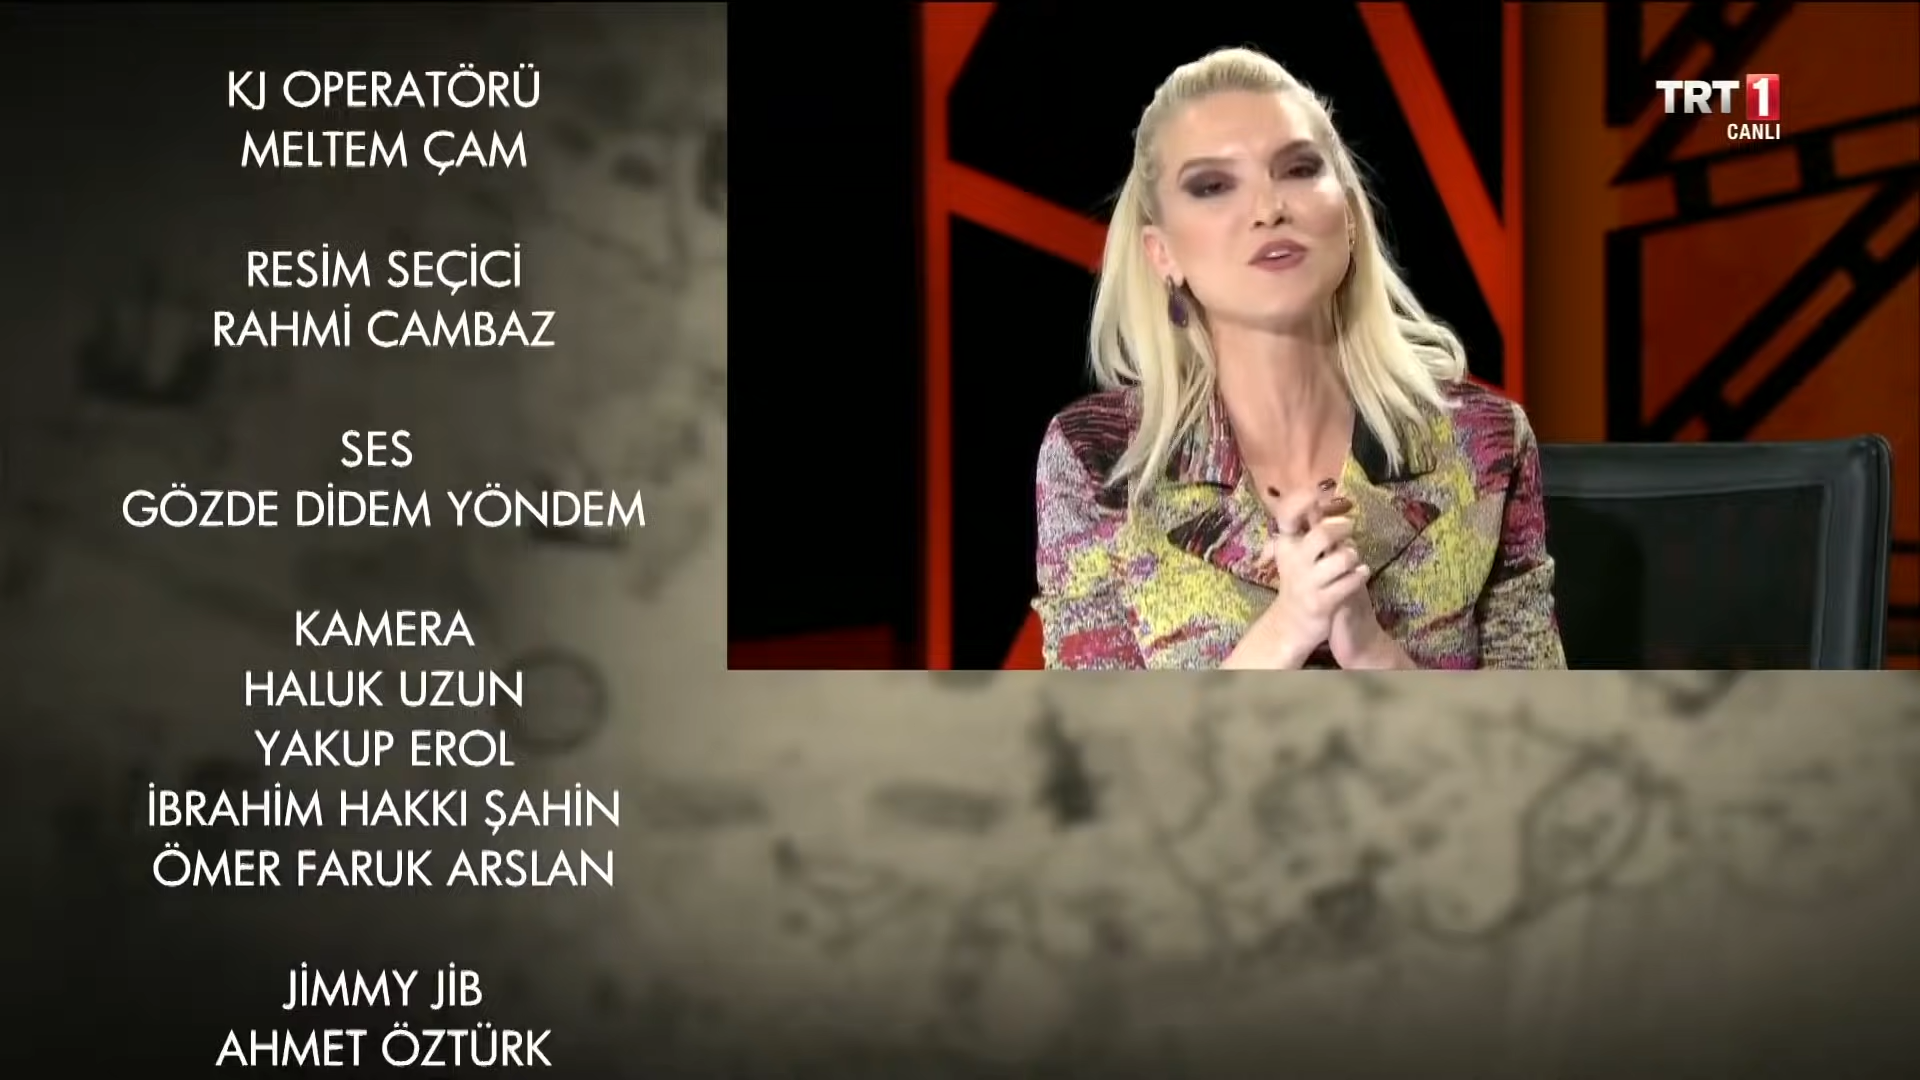 KJ OPERATÖRÜ
MELTEM ÇAM
RESİM SEÇİCİ
RAHMİ CAMBAZ
SES
GÖZDE DİDEM YÖNDEM
KAMERA
HALUK UZUN
YAKUP EROL
İBRAHİM HAKKI ŞAHİN
ÖMER FARUK ARSLAN
JİMMY JİB
AHMET ÖZTÜRK
TRT 1
CANLI